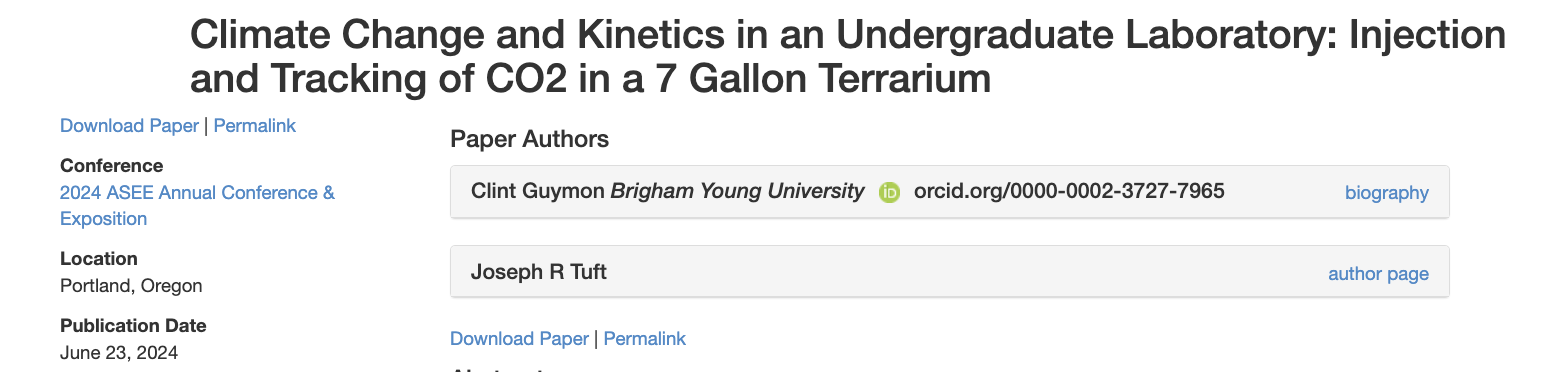 Climate Change and Kinetics in an Undergraduate Laboratory: Injection
and Tracking of CO2 in a 7 Gallon Terrarium
Download Paper | Permalink
Conference
2024 ASEE Annual Conference &
Exposition
Location
Portland, Oregon
Publication Date
June 23, 2024
Paper Authors
Clint Guymon Brigham Young University iD orcid.org/0000-0002-3727-7965 biography
Joseph R Tuft author page
Download Paper | Permalink